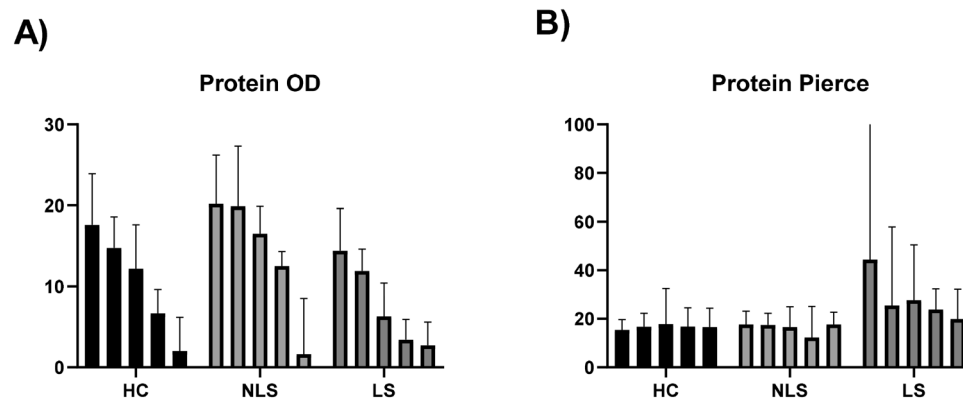 A)
Protein OD
30
20
10
0
HC NLS LS
B)
Protein Pierce
100
80
60
40
20
0
HC NLS LS